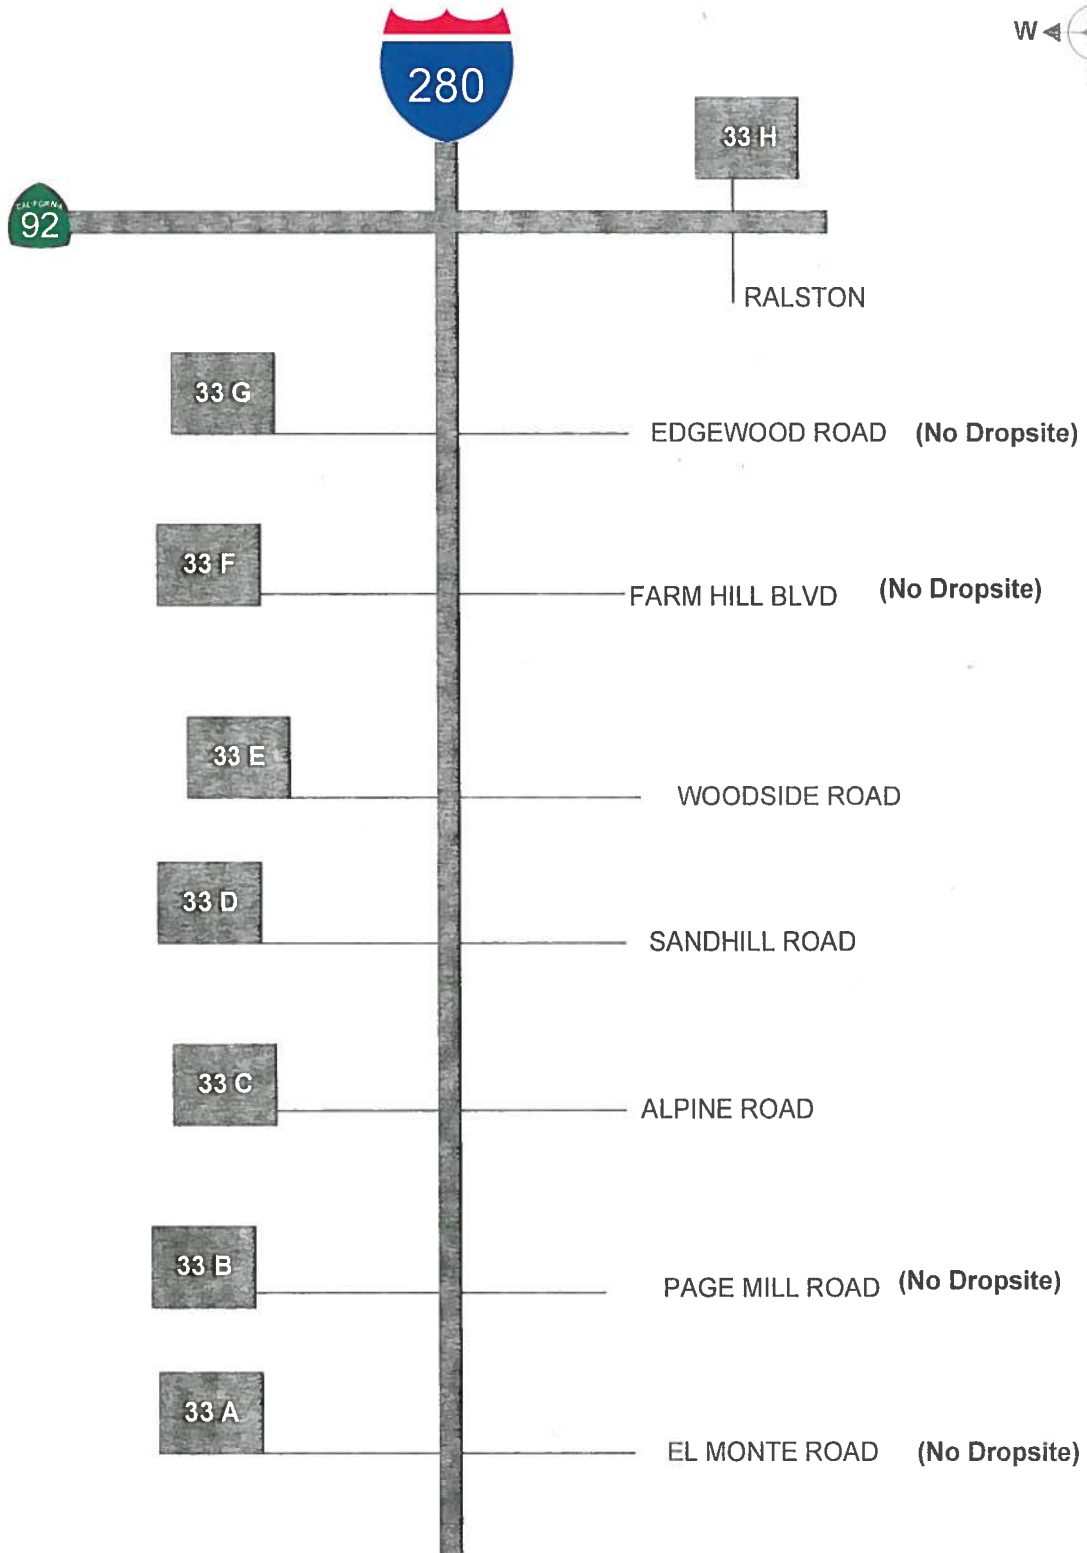 280
W
33 H
CALIFORNIA
92
RALSTON
33 G
EDGEWOOD ROAD (No Dropsite)
33 F
FARM HILL BLVD (No Dropsite)
33 E
WOODSIDE ROAD
33 D
SANDHILL ROAD
33 C
ALPINE ROAD
33 B
PAGE MILL ROAD (No Dropsite)
33 A
EL MONTE ROAD (No Dropsite)